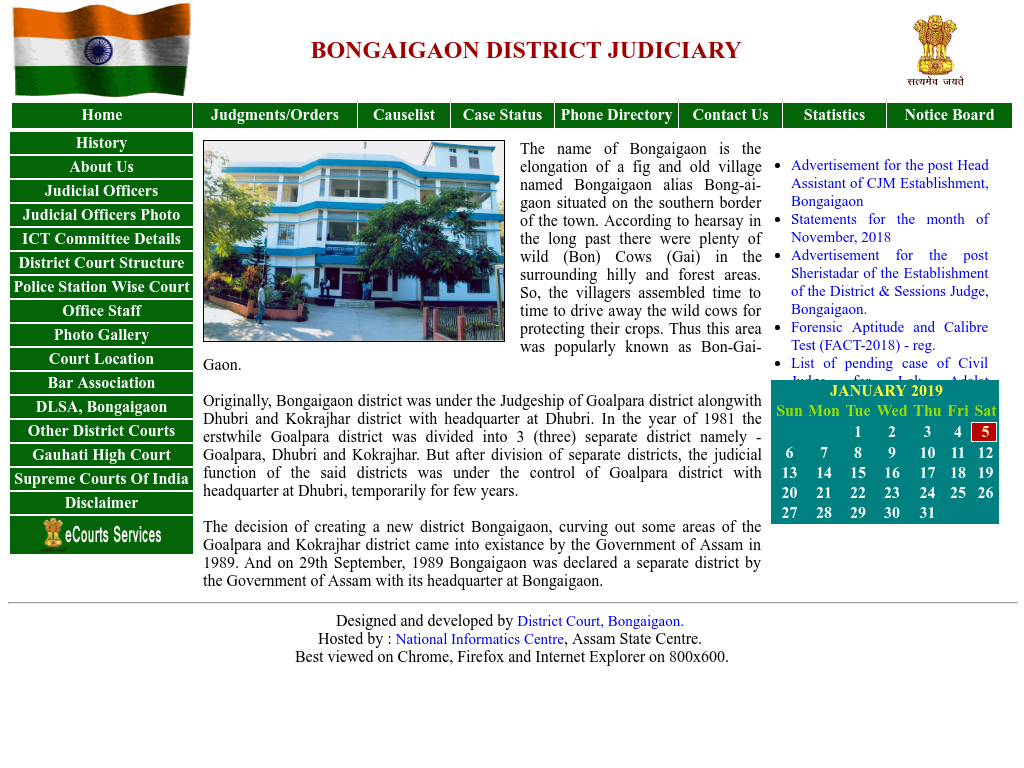 BONGAIGAON DISTRICT JUDICIARY
सत्यमेव जयते
Home Judgments/Orders Causelist Case Status Phone Directory Contact Us Statistics Notice Board
History
About Us
Judicial Officers
Judicial Officers Photo
ICT Committee Details
District Court Structure
Police Station Wise Court
Office Staff
Photo Gallery
Court Location
Bar Association
DLSA, Bongaigaon
Other District Courts
Gauhati High Court
Supreme Courts Of India
Disclaimer
eCourts Services
The name of Bongaigaon is the
elongation of a fig and old village
named Bongaigaon alias Bong-ai-
gaon situated on the southern border
of the town. According to hearsay in
the long past there were plenty of
wild (Bon) Cows (Gai) in the
surrounding hilly and forest areas.
So, the villagers assembled time to
time to drive away the wild cows for
protecting their crops. Thus this area
was popularly known as Bon-Gai-
Gaon.
Originally, Bongaigaon district was under the Judgeship of Goalpara district alongwith
Dhubri and Kokrajhar district with headquarter at Dhubri. In the year of 1981 the
erstwhile Goalpara district was divided into 3 (three) separate district namely -
Goalpara, Dhubri and Kokrajhar. But after division of separate districts, the judicial
function of the said districts was under the control of Goalpara district with
headquarter at Dhubri, temporarily for few years.
The decision of creating a new district Bongaigaon, curving out some areas of the
Goalpara and Kokrajhar district came into existance by the Government of Assam in
1989. And on 29th September, 1989 Bongaigaon was declared a separate district by
the Government of Assam with its headquarter at Bongaigaon.
Advertisement for the post Head
Assistant of CJM Establishment,
Bongaigaon
Statements for the month of
November, 2018
Advertisement for the post
Sheristadar of the Establishment
of the District & Sessions Judge,
Bongaigaon.
Forensic Aptitude and Calibre
Test (FACT-2018) - reg.
List of pending case of Civil
JANUARY 2019
Sun Mon Tue Wed Thu Fri Sat
1 2 3 4 5
6 7 8 9 10 11 12
13 14 15 16 17 18 19
20 21 22 23 24 25 26
27 28 29 30 31
Designed and developed by District Court, Bongaigaon.
Hosted by : National Informatics Centre, Assam State Centre.
Best viewed on Chrome, Firefox and Internet Explorer on 800x600.